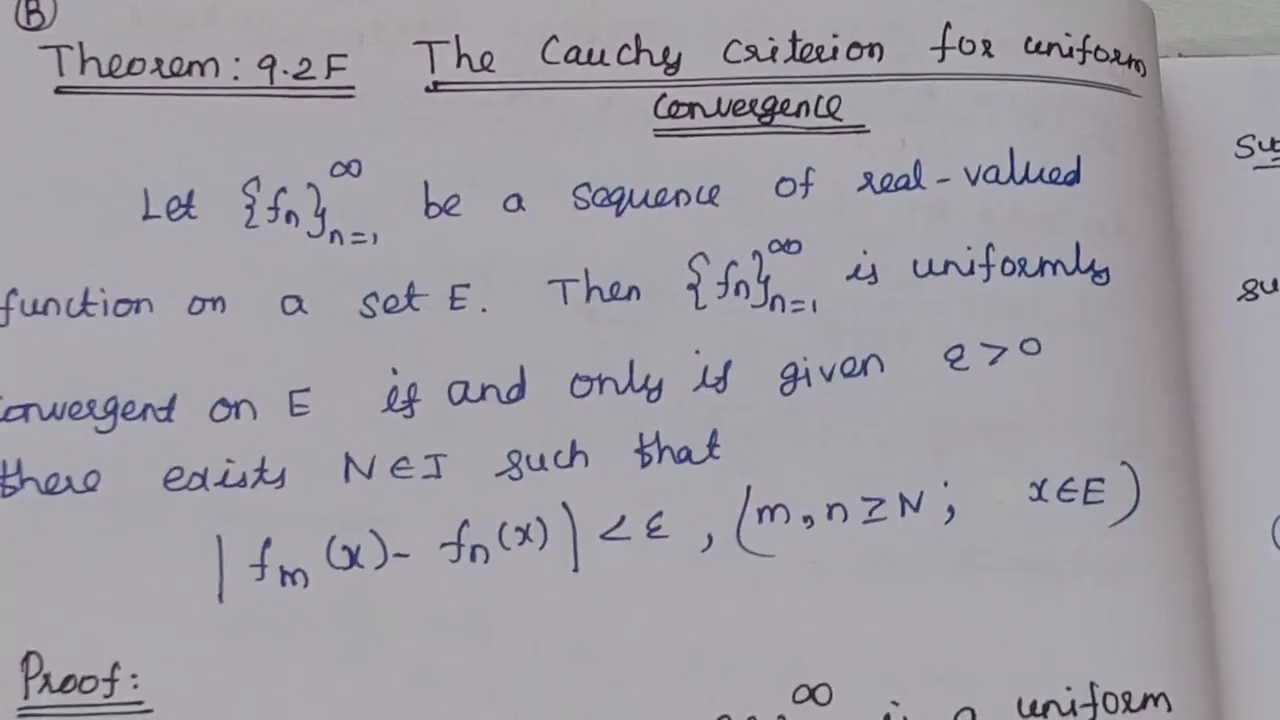 B
Theorem: 9.2F The Cauchy criterion for uniform
convergence
Let {fn}∞n=1 be a sequence of real-valued
function on a set E. Then {fn}∞n=1 is uniformly
convergent on E if and only if given ε>0
there exists N∈I such that
|fm(x)- fn(x)|<ε, (m,n≥N; x∈E)
Proof:
∞ is a uniform